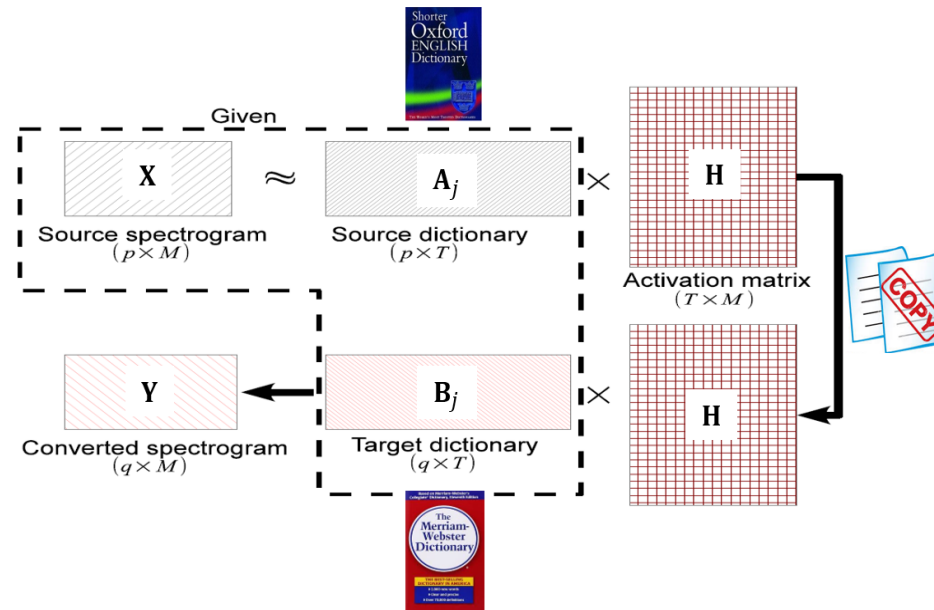 Shorter
Oxford
ENGLISH
Dictionary
Given
X
≈
A_j
×
H
Source spectrogram
(p×M)
Source dictionary
(p×T)
Activation matrix
(T×M)
COPY
Y
B_j
×
H
Converted spectrogram
(q×M)
Target dictionary
(q×T)
The
Merriam-
Webster
Dictionary